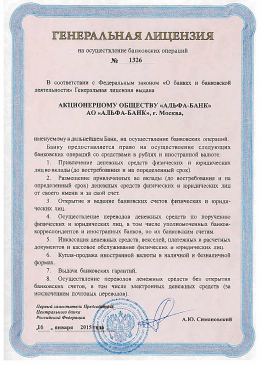 ГЕНЕРАЛЬНАЯ ЛИЦЕНЗИЯ
на осуществление банковских операций
№ 1326
В соответствии с Федеральным законом «О банках и банковской
деятельности» Генеральная лицензия выдана
АКЦИОНЕРНОМУ ОБЩЕСТВУ «АЛЬФА-БАНК»
АО «АЛЬФА-БАНК», г. Москва,
именуемому в дальнейшем Банк, на осуществление банковских операций.
Банку предоставляется право на осуществление следующих
банковских операций со средствами в рублях и иностранной валюте.
1. Привлечение денежных средств физических и юридических
лиц во вклады (до востребования и на определенный срок)
2. Размещение привлеченных во вклады (до востребования и на
определенный срок) денежных средств физических и юридических лиц
от своего имени и за свой счет.
3. Открытие и ведение банковских счетов физических и юриди-
ческих лиц.
4. Осуществление переводов денежных средств по поручению
физических и юридических лиц, в том числе уполномоченных банков-
корреспондентов и иностранных банков, по их банковским счетам.
5. Инкассация денежных средств, векселей, платежных и расчетных
документов и кассовое обслуживание физических и юридических лиц.
6. Купля-продажа иностранной валюты в наличной и безналичной
формах.
7. Выдача банковских гарантий.
8. Осуществление переводов денежных средств без открытия
банковских счетов, в том числе электронных денежных средств (за
исключением почтовых переводов).
Первый заместитель Председателя
Центрального банка
Российской Федерации
А.Ю. Симановский
16 января 2015 года